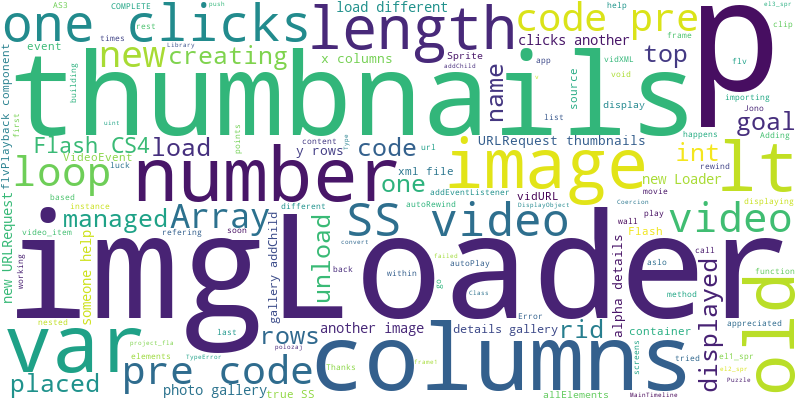 AS3 COMPLETE
rest
push
load different
help
el3_spr
one clicks
length
code pre
p
times
Library
frame
clip
event
new
creating
x columns
Sprite
addChild
clicks another
vidXML
top
flv
building
thumbnails
app
void
name
source
importing
uint
list
display
Jono
goal
flvPlayback component
first
Flash CS4
load
points
content
y rows
type
code
url
URLRequest thumbnails
happens
Adding
VideoEvent
luck
loop
number
one
xml file
image
int
rewind
lt
based
addEventListener
new Loader
movie
instance
different
autoRewind
vidURL
DisplayObject
Coercion
displaying
managed
Array
SS video
wall
play
video
old
new URLRequest
video_item
refering
soon
Flash
someone help
imgLoader
gallery addChild
unload
aslo
call
function
working
convert
back
within
autoPlay
failed
go
Class
alpha details
method
displayed
nested
var
last
rows
another image
details gallery
Error
rid
container
appreciated
project_fla
tried
placed
elements
TypeError
polozaj
pre code
Thanks
frame1
columns
screens
el1_spr
el2_spr
Puzzle
photo gallery
true SS
allElements
MainTimeline